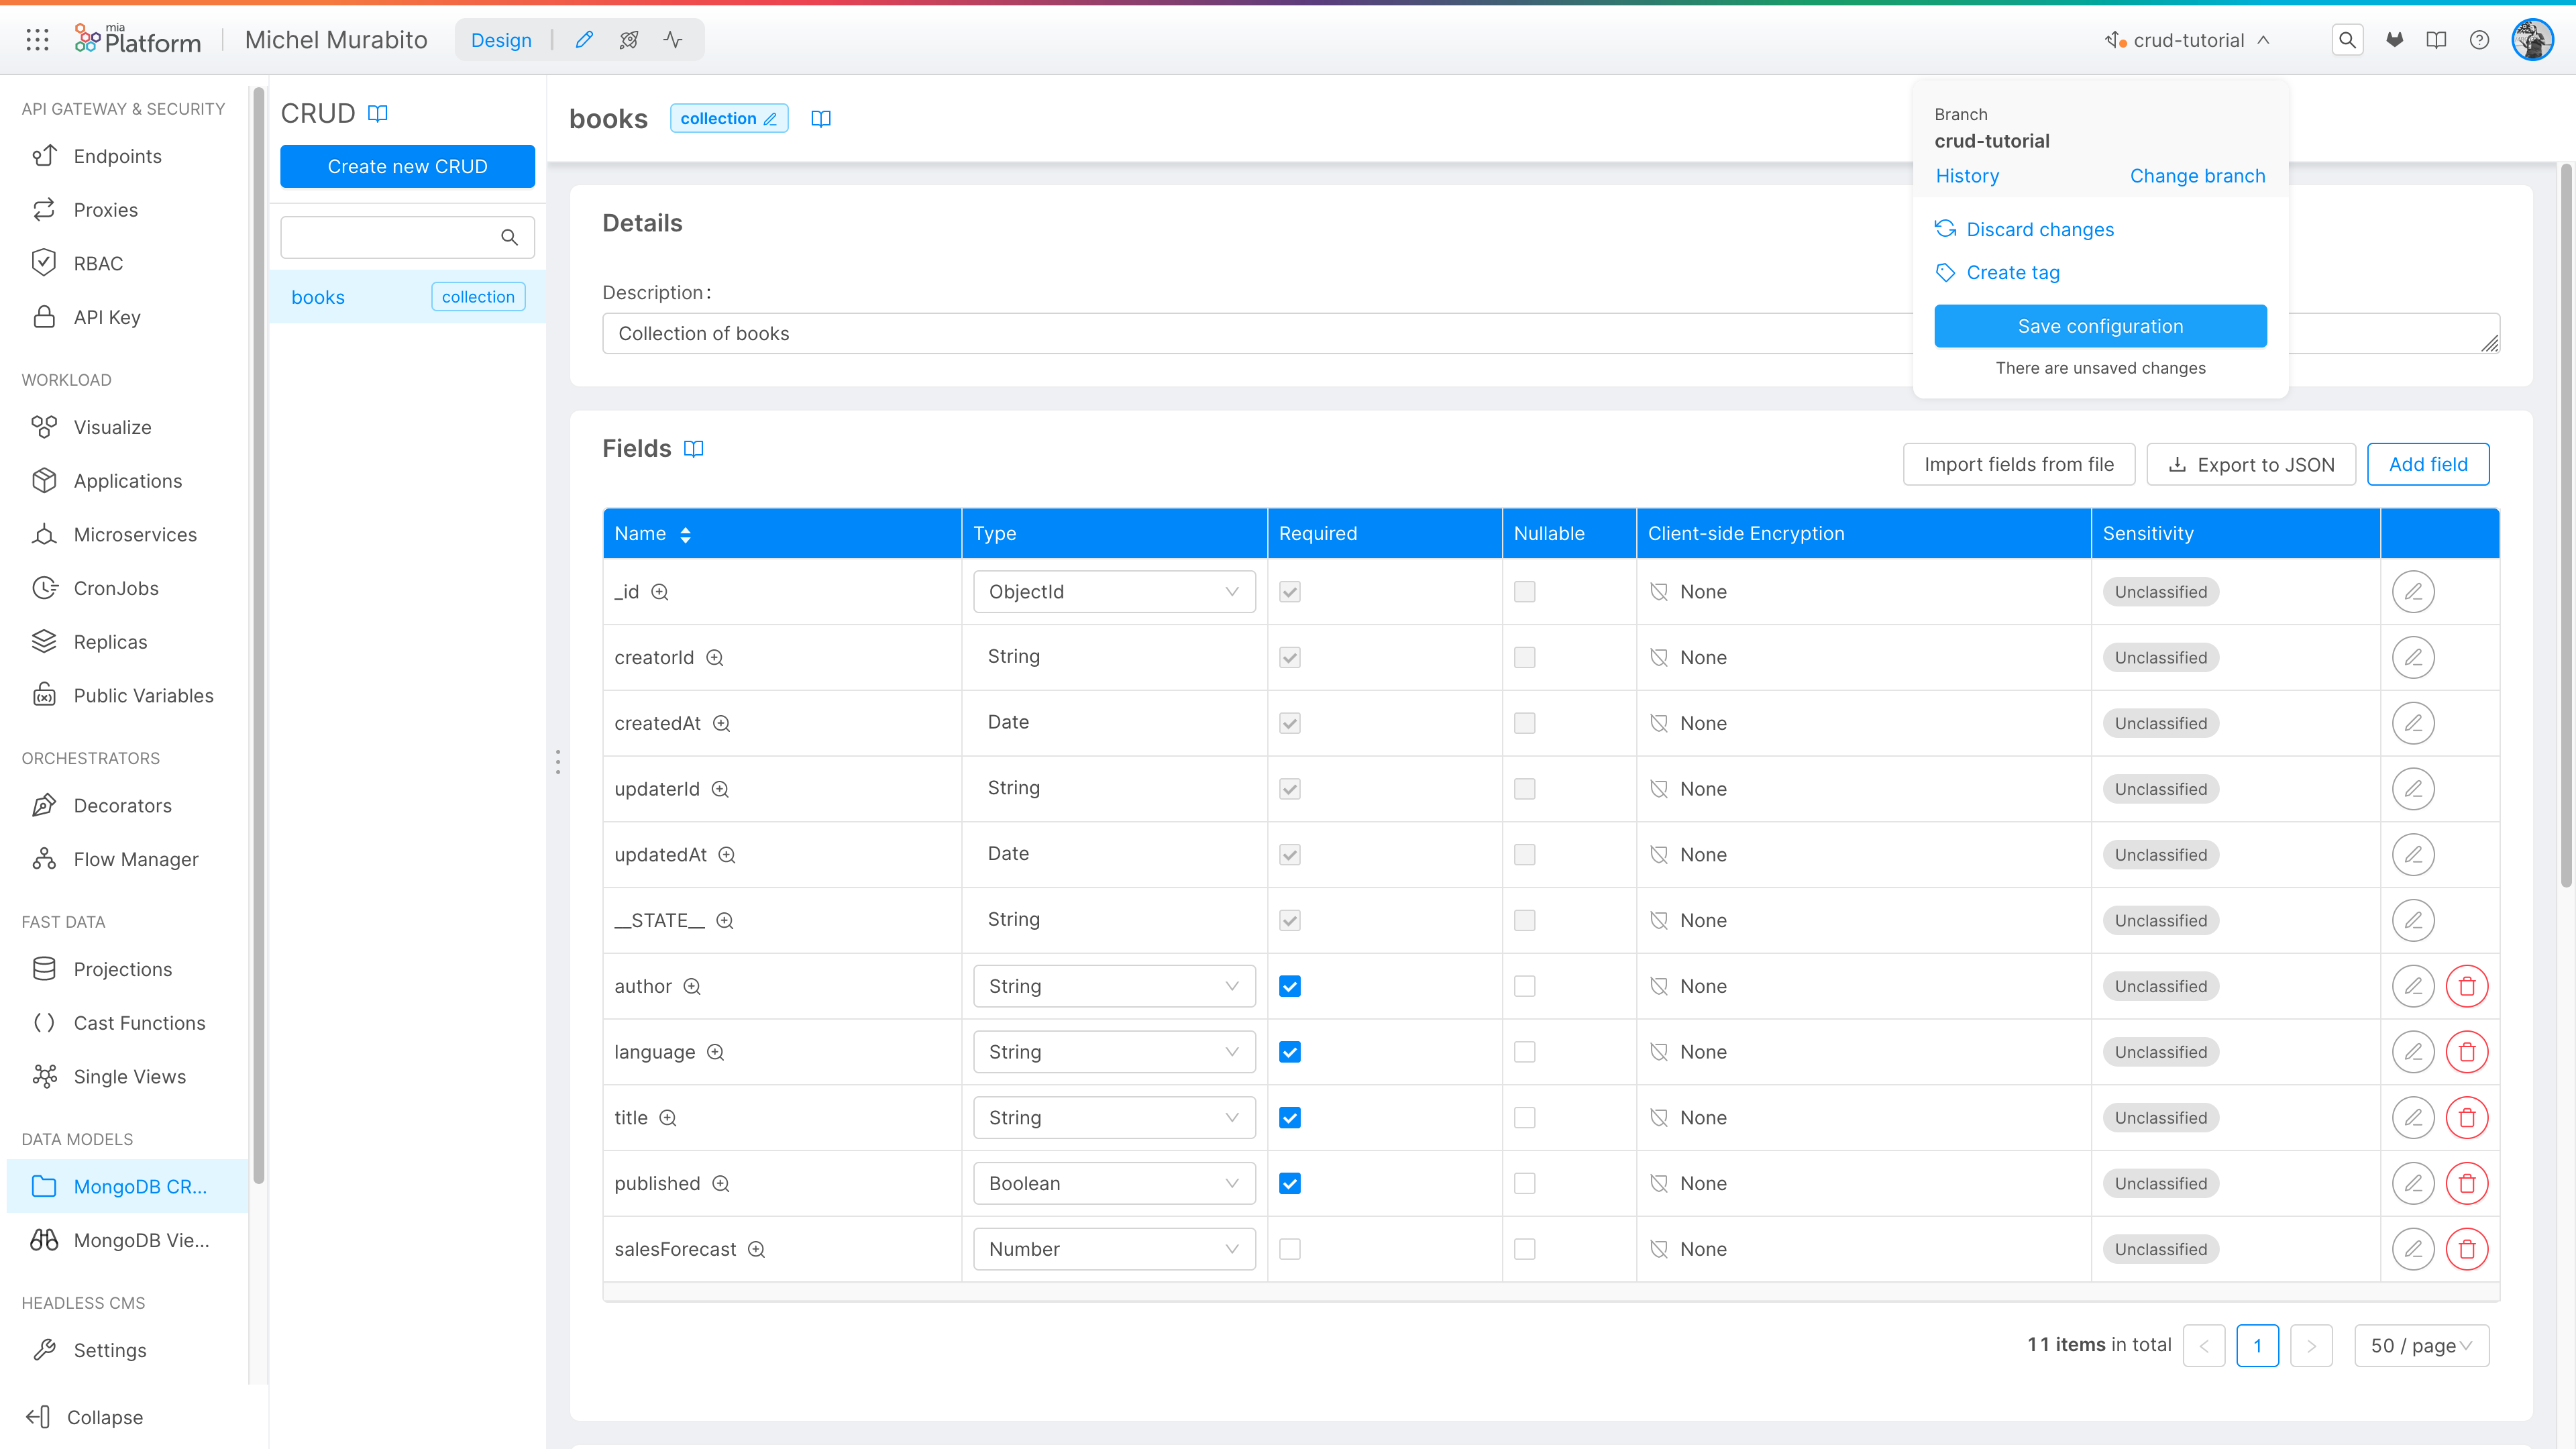 mia
Platform
Michel Murabito
Design
crud-tutorial
API GATEWAY & SECURITY
Endpoints
Proxies
RBAC
API Key
WORKLOAD
Visualize
Applications
Microservices
CronJobs
Replicas
Public Variables
ORCHESTRATORS
Decorators
Flow Manager
FAST DATA
Projections
Cast Functions
Single Views
DATA MODELS
MongoDB CR...
MongoDB Vie...
HEADLESS CMS
Settings
Collapse
CRUD
Create new CRUD
books collection
books collection
Branch
crud-tutorial
History Change branch
Discard changes
Create tag
Save configuration
There are unsaved changes
Details
Description:
Collection of books
Fields
Import fields from file Export to JSON Add field
Name Type Required Nullable Client-side Encryption Sensitivity
_id ObjectId None Unclassified
creatorId String None Unclassified
createdAt Date None Unclassified
updaterId String None Unclassified
updatedAt Date None Unclassified
__STATE__ String None Unclassified
author String None Unclassified
language String None Unclassified
title String None Unclassified
published Boolean None Unclassified
salesForecast Number None Unclassified
11 items in total < 1 > 50 / page